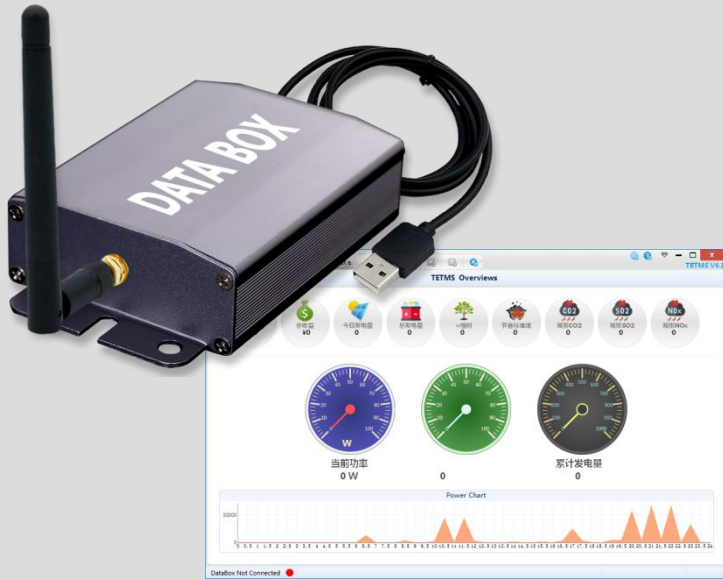 DATA BOX
TETMS V6.2
TETMS Overviews
总收益
¥0
今日发电量
0
总发电量
0
=植树
0
节省标准煤
0
减排CO2
0
减排SO2
0
减排NOx
0
W
当前功率
0 W
0
累计发电量
0
Power Chart
50000
0
DataBox Not Connected